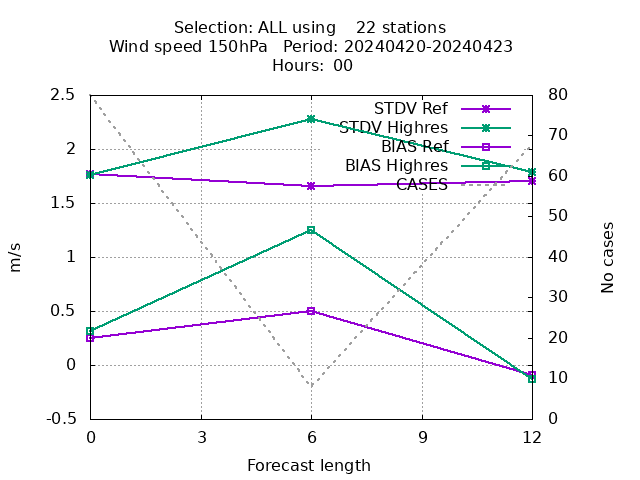 Selection: ALL using    22 stations
Wind speed 150hPa   Period: 20240420-20240423
Hours:  00
STDV Ref
STDV Highres
BIAS Ref
BIAS Highres
CASES
2.5
2
1.5
1
0.5
0
-0.5
m/s
80
70
60
50
40
30
20
10
0
No cases
0 3 6 9 12
Forecast length